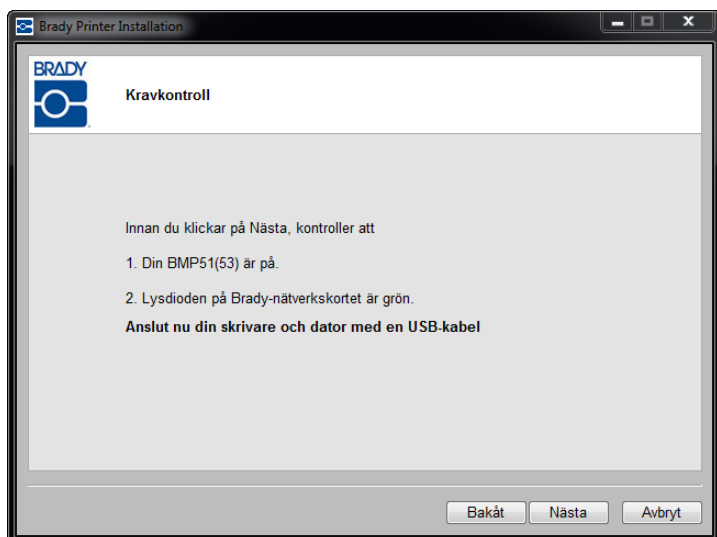 Brady Printer Installation
BRADY
Kravkontroll
Innan du klickar på Nästa, kontroller att
1. Din BMP51(53) är på.
2. Lysdioden på Brady-nätverkskortet är grön.
Anslut nu din skrivare och dator med en USB-kabel
Bakåt Nästa Avbryt